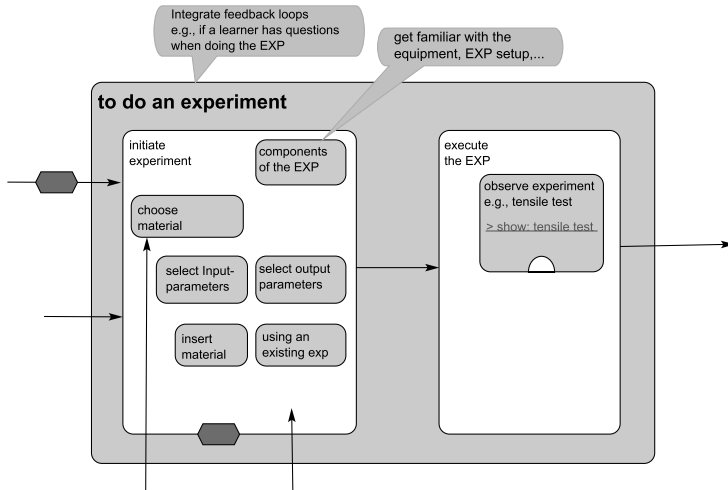 Integrate feedback loops
e.g., if a learner has questions
when doing the EXP
get familiar with the
equipment, EXP setup,...
to do an experiment
initiate
experiment
components
of the EXP
choose
material
select Input-
parameters
select output
parameters
insert
material
using an
existing exp
execute
the EXP
observe experiment
e.g., tensile test
> show: tensile test